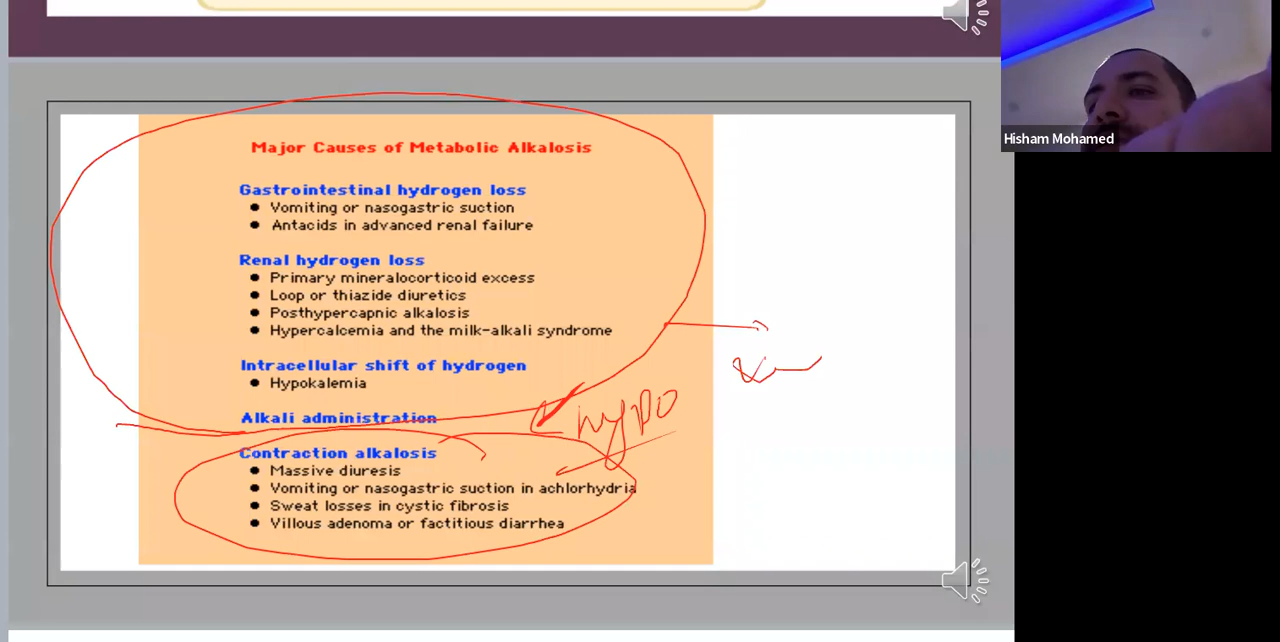 Hisham Mohamed
Major Causes of Metabolic Alkalosis
Gastrointestinal hydrogen loss
● Vomiting or nasogastric suction
● Antacids in advanced renal failure
Renal hydrogen loss
● Primary mineralocorticoid excess
● Loop or thiazide diuretics
● Posthypercapnic alkalosis
● Hypercalcemia and the milk-alkali syndrome
Intracellular shift of hydrogen
● Hypokalemia
Alkali administration
hypo
Contraction alkalosis
● Massive diuresis
● Vomiting or nasogastric suction in achlorhydria
● Sweat losses in cystic fibrosis
● Villous adenoma or factitious diarrhea